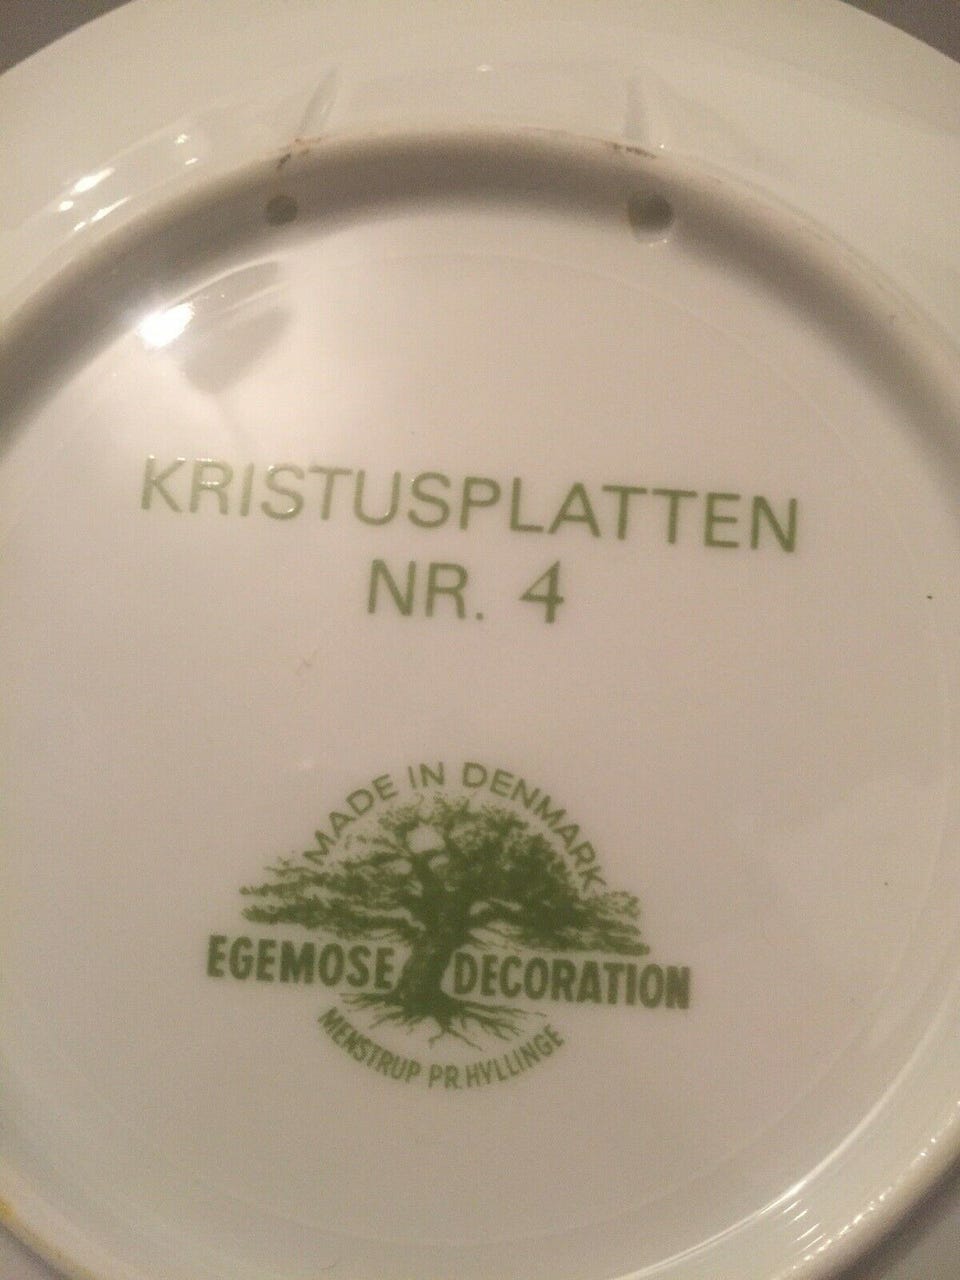 KRISTUSPLATTEN
NR. 4
MADE IN DENMARK
EGEMOSE DECORATION
MENSTRUP PR. HYLLINGE